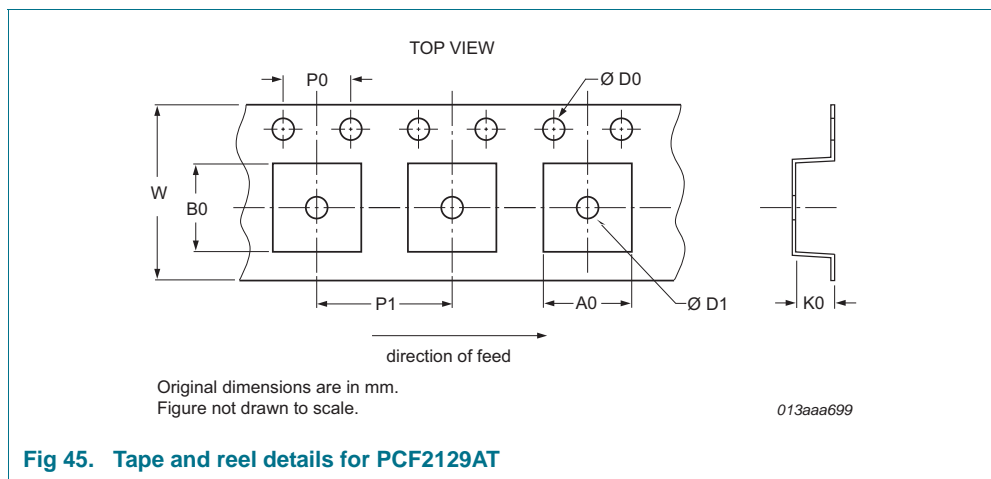 TOP VIEW
P0
Ø D0
W
B0
P1
A0
Ø D1
K0
direction of feed
Original dimensions are in mm.
Figure not drawn to scale.
013aaa699
Fig 45. Tape and reel details for PCF2129AT